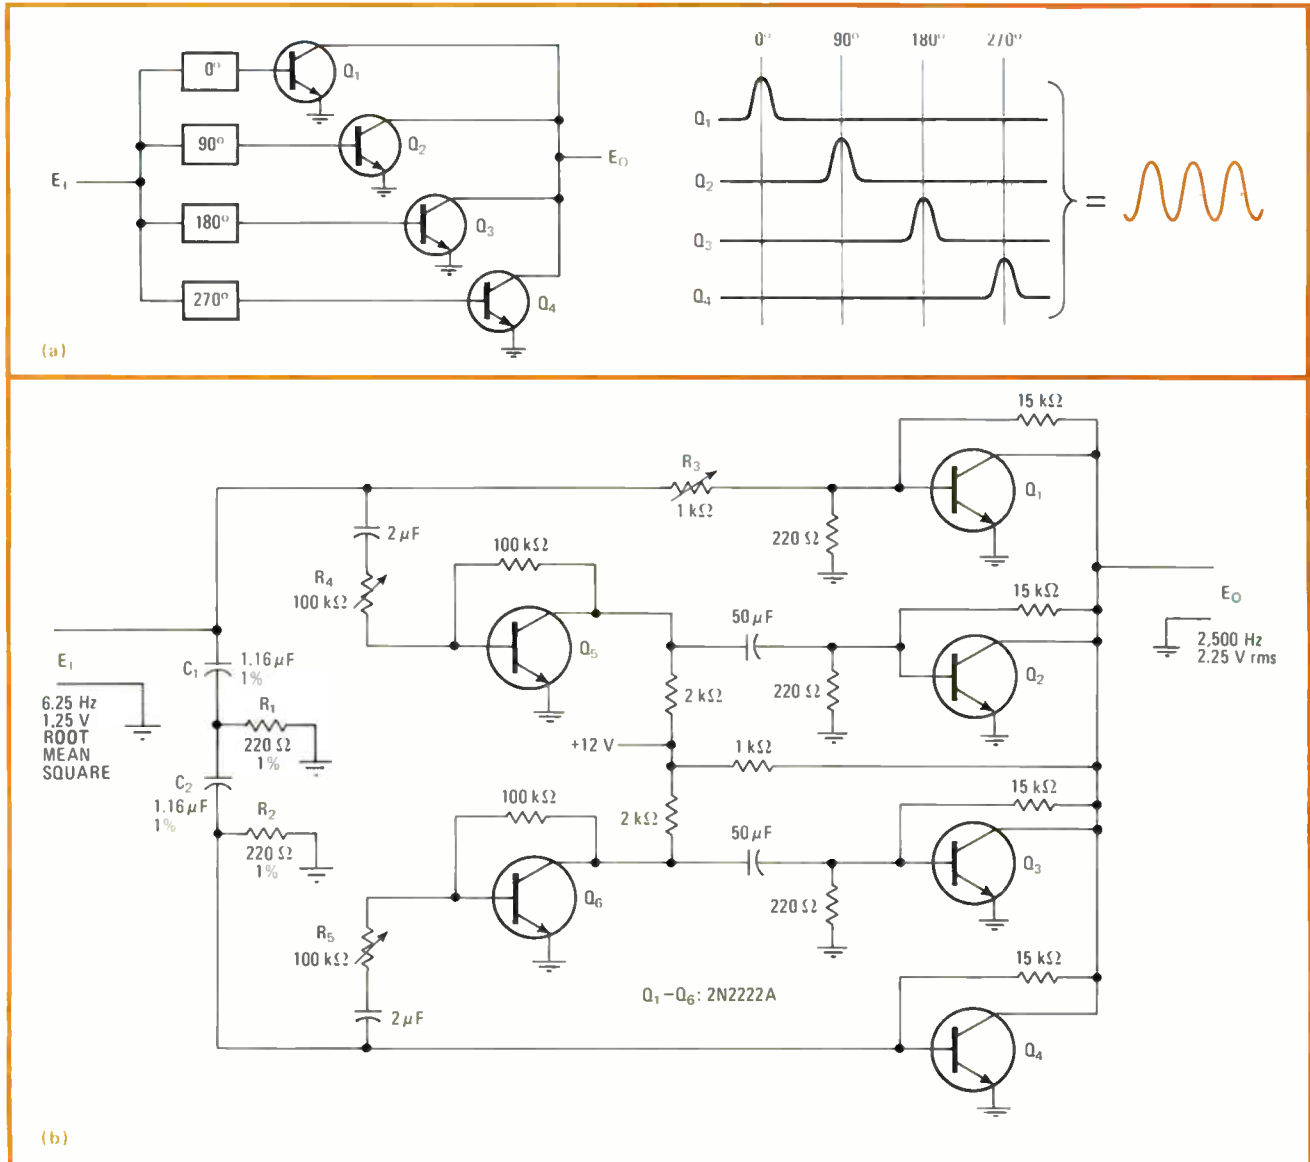 0°
Q1
90°
Q2
E1
EO
180°
Q3
270°
Q4
(a)
0° 90° 180° 270°
Q1
Q2
=
Q3
Q4
15 kΩ
R3
1 kΩ
Q1
2 µF
220 Ω
100 kΩ
R4
100 kΩ
Q5
50 µF
15 kΩ
EO
2,500 Hz
2.25 V rms
Q2
220 Ω
2 kΩ
E1
6.25 Hz
1.25 V
ROOT
MEAN
SQUARE
C1
1.16 µF
1%
R1
220 Ω
1%
+12 V
1 kΩ
C2
1.16 µF
1%
R2
220 Ω
1%
100 kΩ
2 kΩ
50 µF
15 kΩ
Q3
Q6
220 Ω
R5
100 kΩ
2 µF
Q1–Q6: 2N2222A
15 kΩ
Q4
(b)